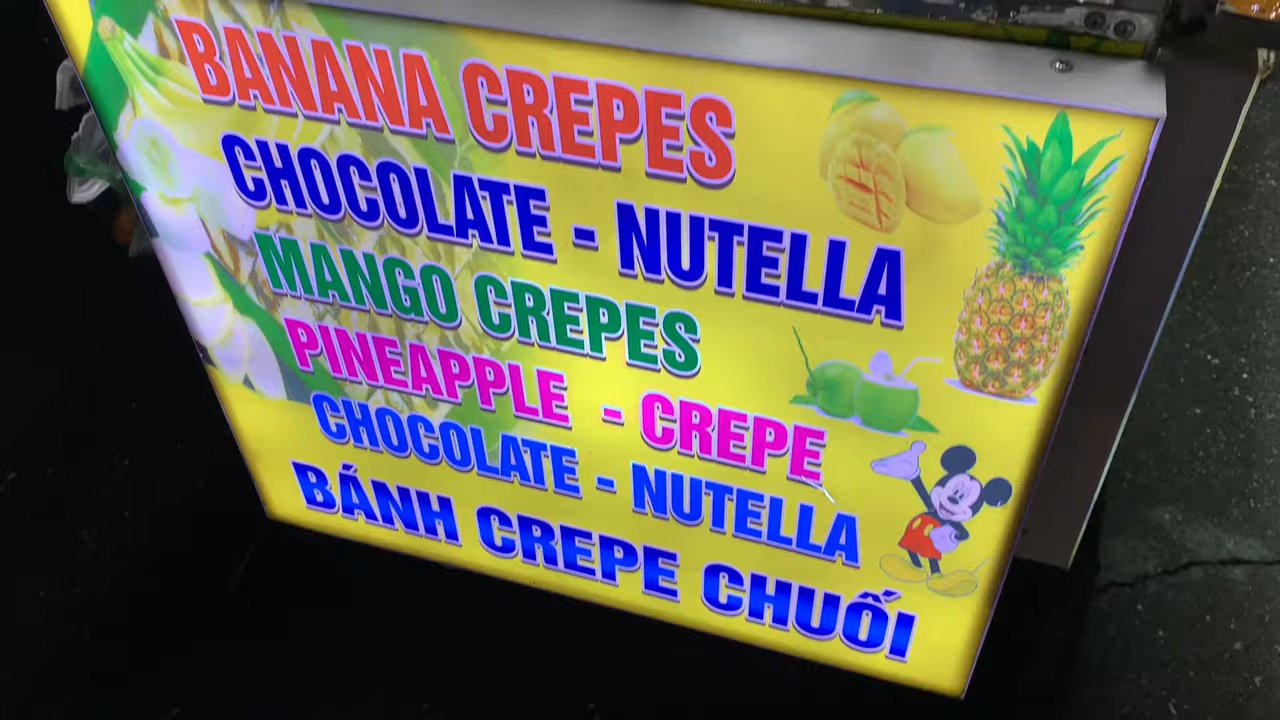 BANANA CREPES
CHOCOLATE - NUTELLA
MANGO CREPES
PINEAPPLE - CREPE
CHOCOLATE - NUTELLA
BÁNH CREPE CHUỐI